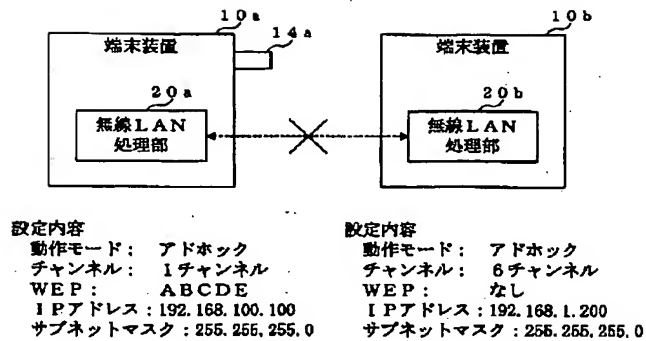 10a
14a
10b
端末装置
端末装置
20a
20b
無線LAN
処理部
無線LAN
処理部
設定内容
動作モード: アドホック
チャンネル: 1チャンネル
WEP: ABCDE
IPアドレス:192.168.100.100
サブネットマスク:255.255,255.0
設定内容
動作モード: アドホック
チャンネル: 6チャンネル
WEP: なし
IPアドレス:192.168.1.200
サブネットマスク:255.255,255,0